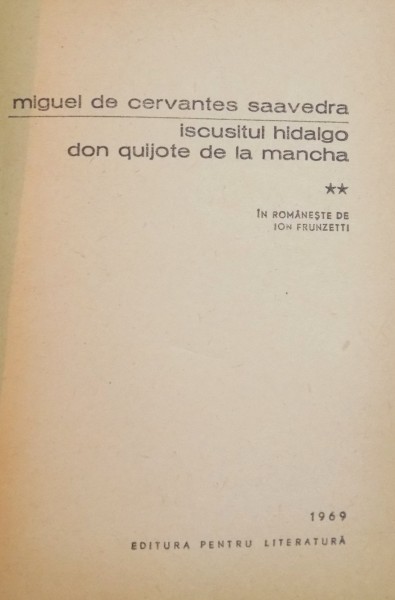 miguel de cervantes saavedra
iscusitul hidalgo
don quijote de la mancha
★★
ÎN ROMÂNEȘTE DE
ION FRUNZETTI
1969
EDITURA PENTRU LITERATURĂ